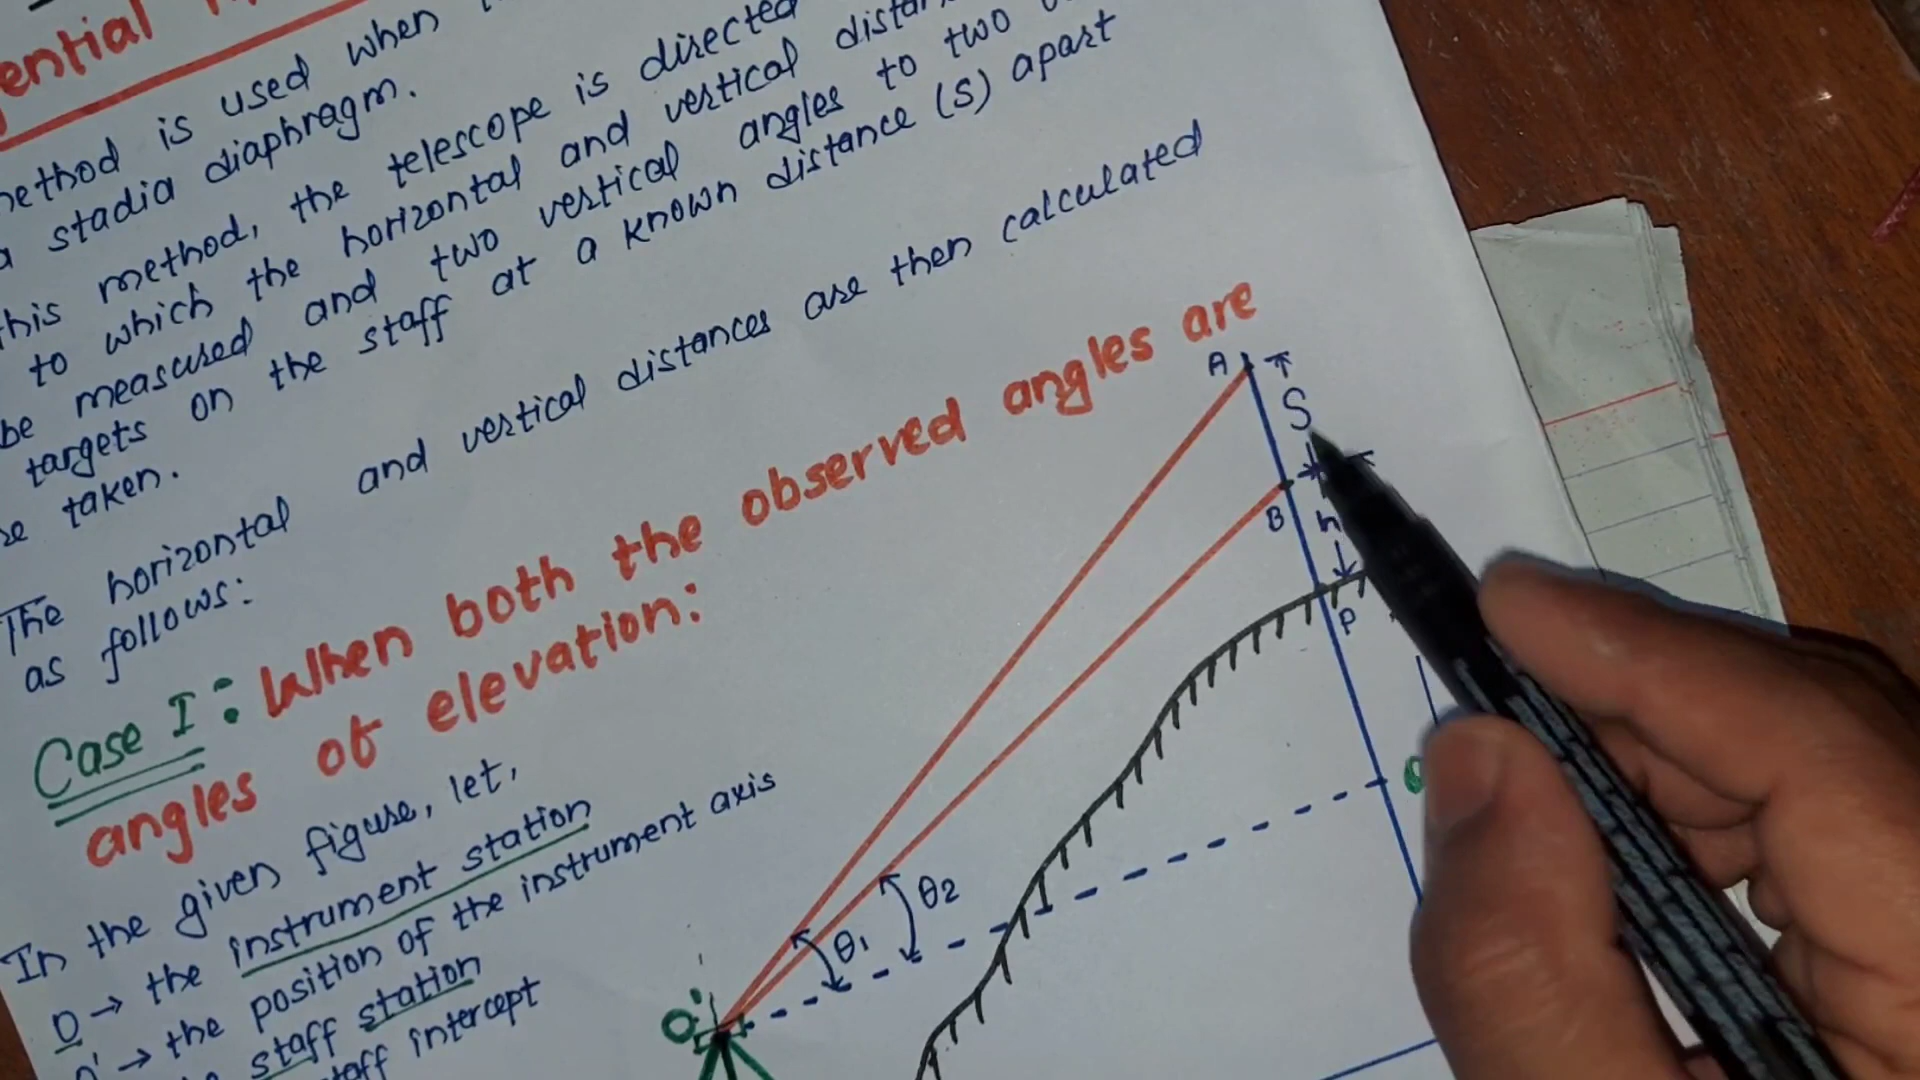 ential
method is used when
a stadia diaphragm.
this method, the telescope is directed
to which the horizontal and vertical distan
be measured and two vertical angles to two
targets on the staff at a known distance (S) apart
re taken.
The horizontal and vertical distances are then calculated
as follows:
Case I: When both the observed angles are
angles of elevation:
In the given figure, let,
O → the instrument station
O' → the position of the instrument axis
staff station
staff intercept
A
S
B
h
P
θ2
θ1
O'